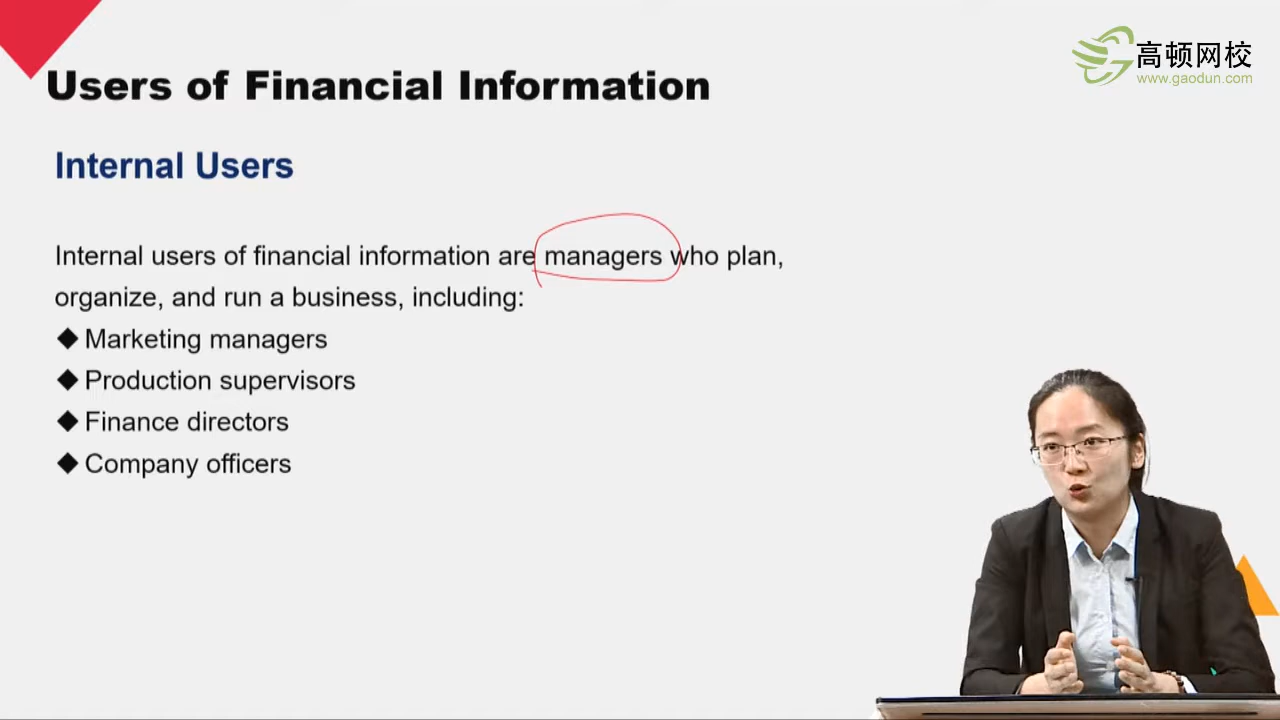 高顿网校
www.gaodun.com
Users of Financial Information
Internal Users
Internal users of financial information are managers who plan,
organize, and run a business, including:
◆ Marketing managers
◆ Production supervisors
◆ Finance directors
◆ Company officers